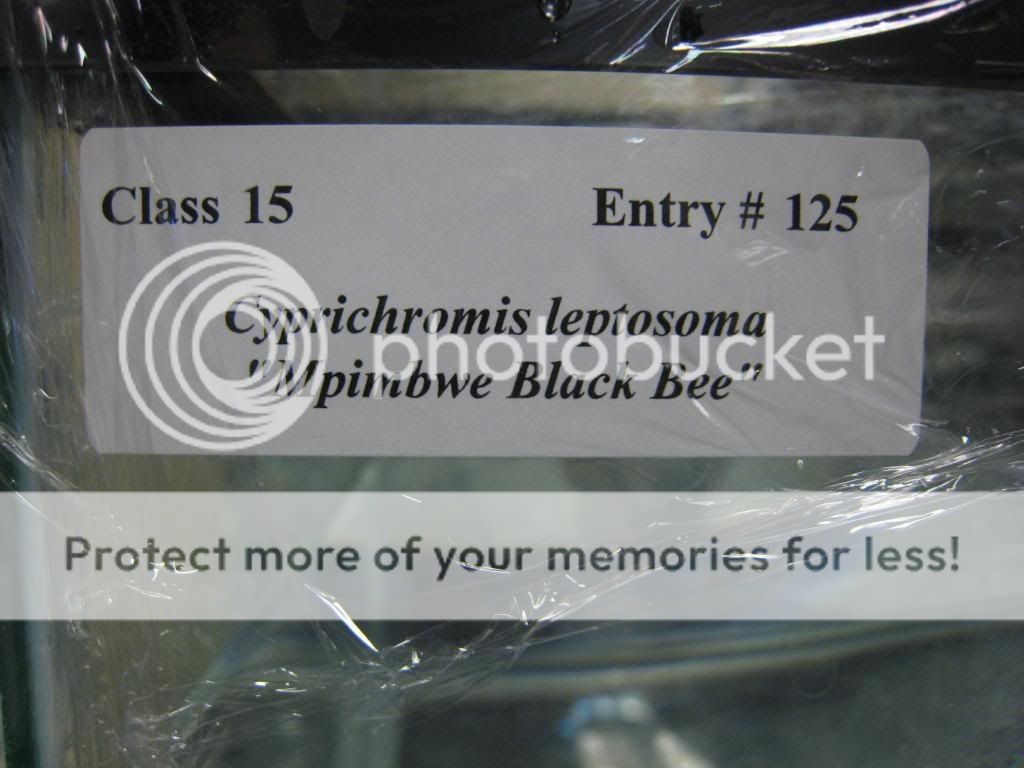 Class 15 Entry # 125
Cyprichromis leptosoma
"Mpimbwe Black Bee"
photobucket
Protect more of your memories for less!